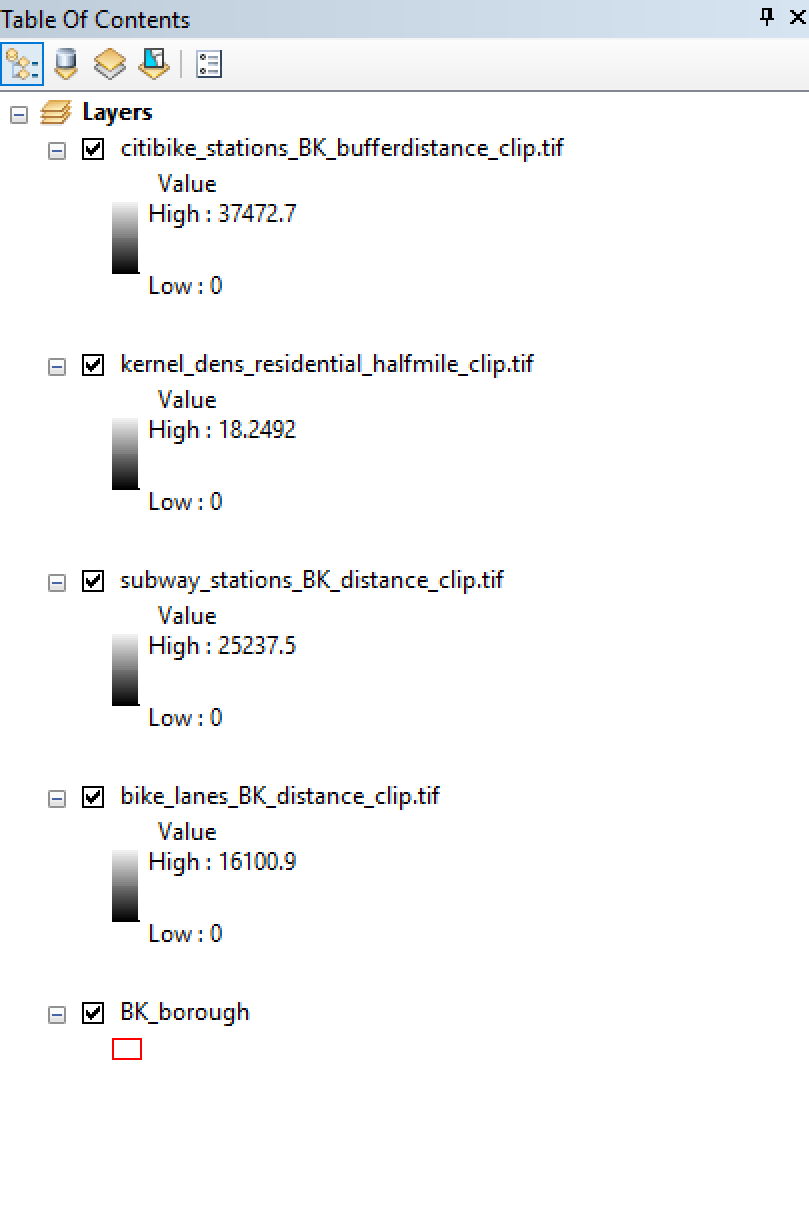 Table Of Contents
Layers
citibike_stations_BK_bufferdistance_clip.tif
Value
High : 37472.7
Low : 0
kernel_dens_residential_halfmile_clip.tif
Value
High : 18.2492
Low : 0
subway_stations_BK_distance_clip.tif
Value
High : 25237.5
Low : 0
bike_lanes_BK_distance_clip.tif
Value
High : 16100.9
Low : 0
BK_borough